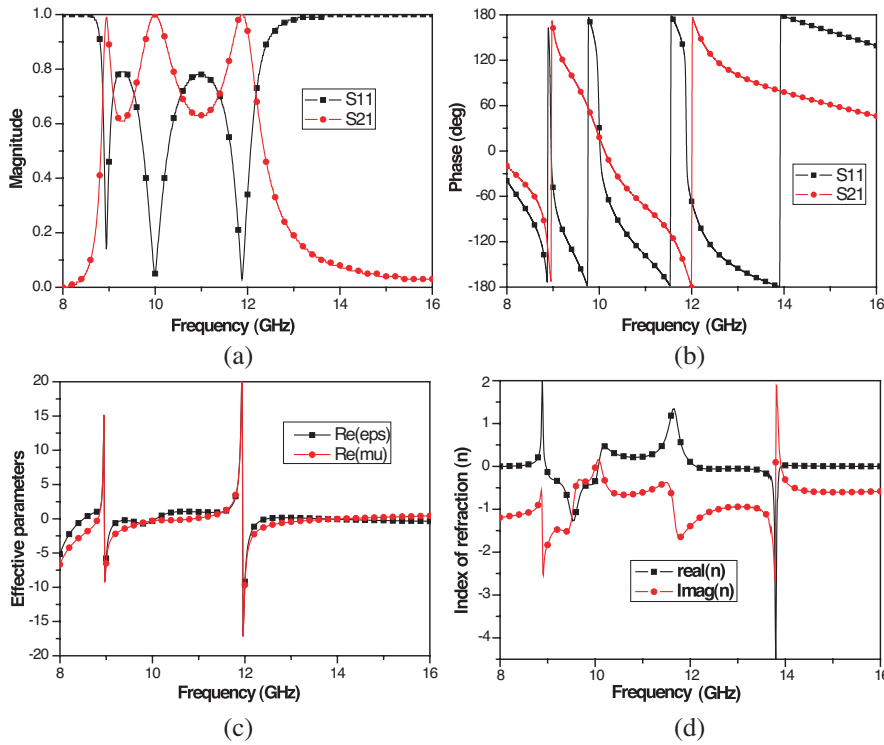 1.0
0.8
0.6
0.4
0.2
0.0
Magnitude
S11
S21
8 10 12 14 16
Frequency (GHz)
(a)
180
120
60
0
-60
-120
-180
Phase (deg)
S11
S21
8 10 12 14 16
Frequency (GHz)
(b)
20
15
10
5
0
-5
-10
-15
-20
Effective parameters
Re(eps)
Re(mu)
8 10 12 14 16
Frequency (GHz)
(c)
2
1
0
-1
-2
-4
Index of refraction (n)
real(n)
Imag(n)
8 10 12 14 16
Frequency (GHz)
(d)